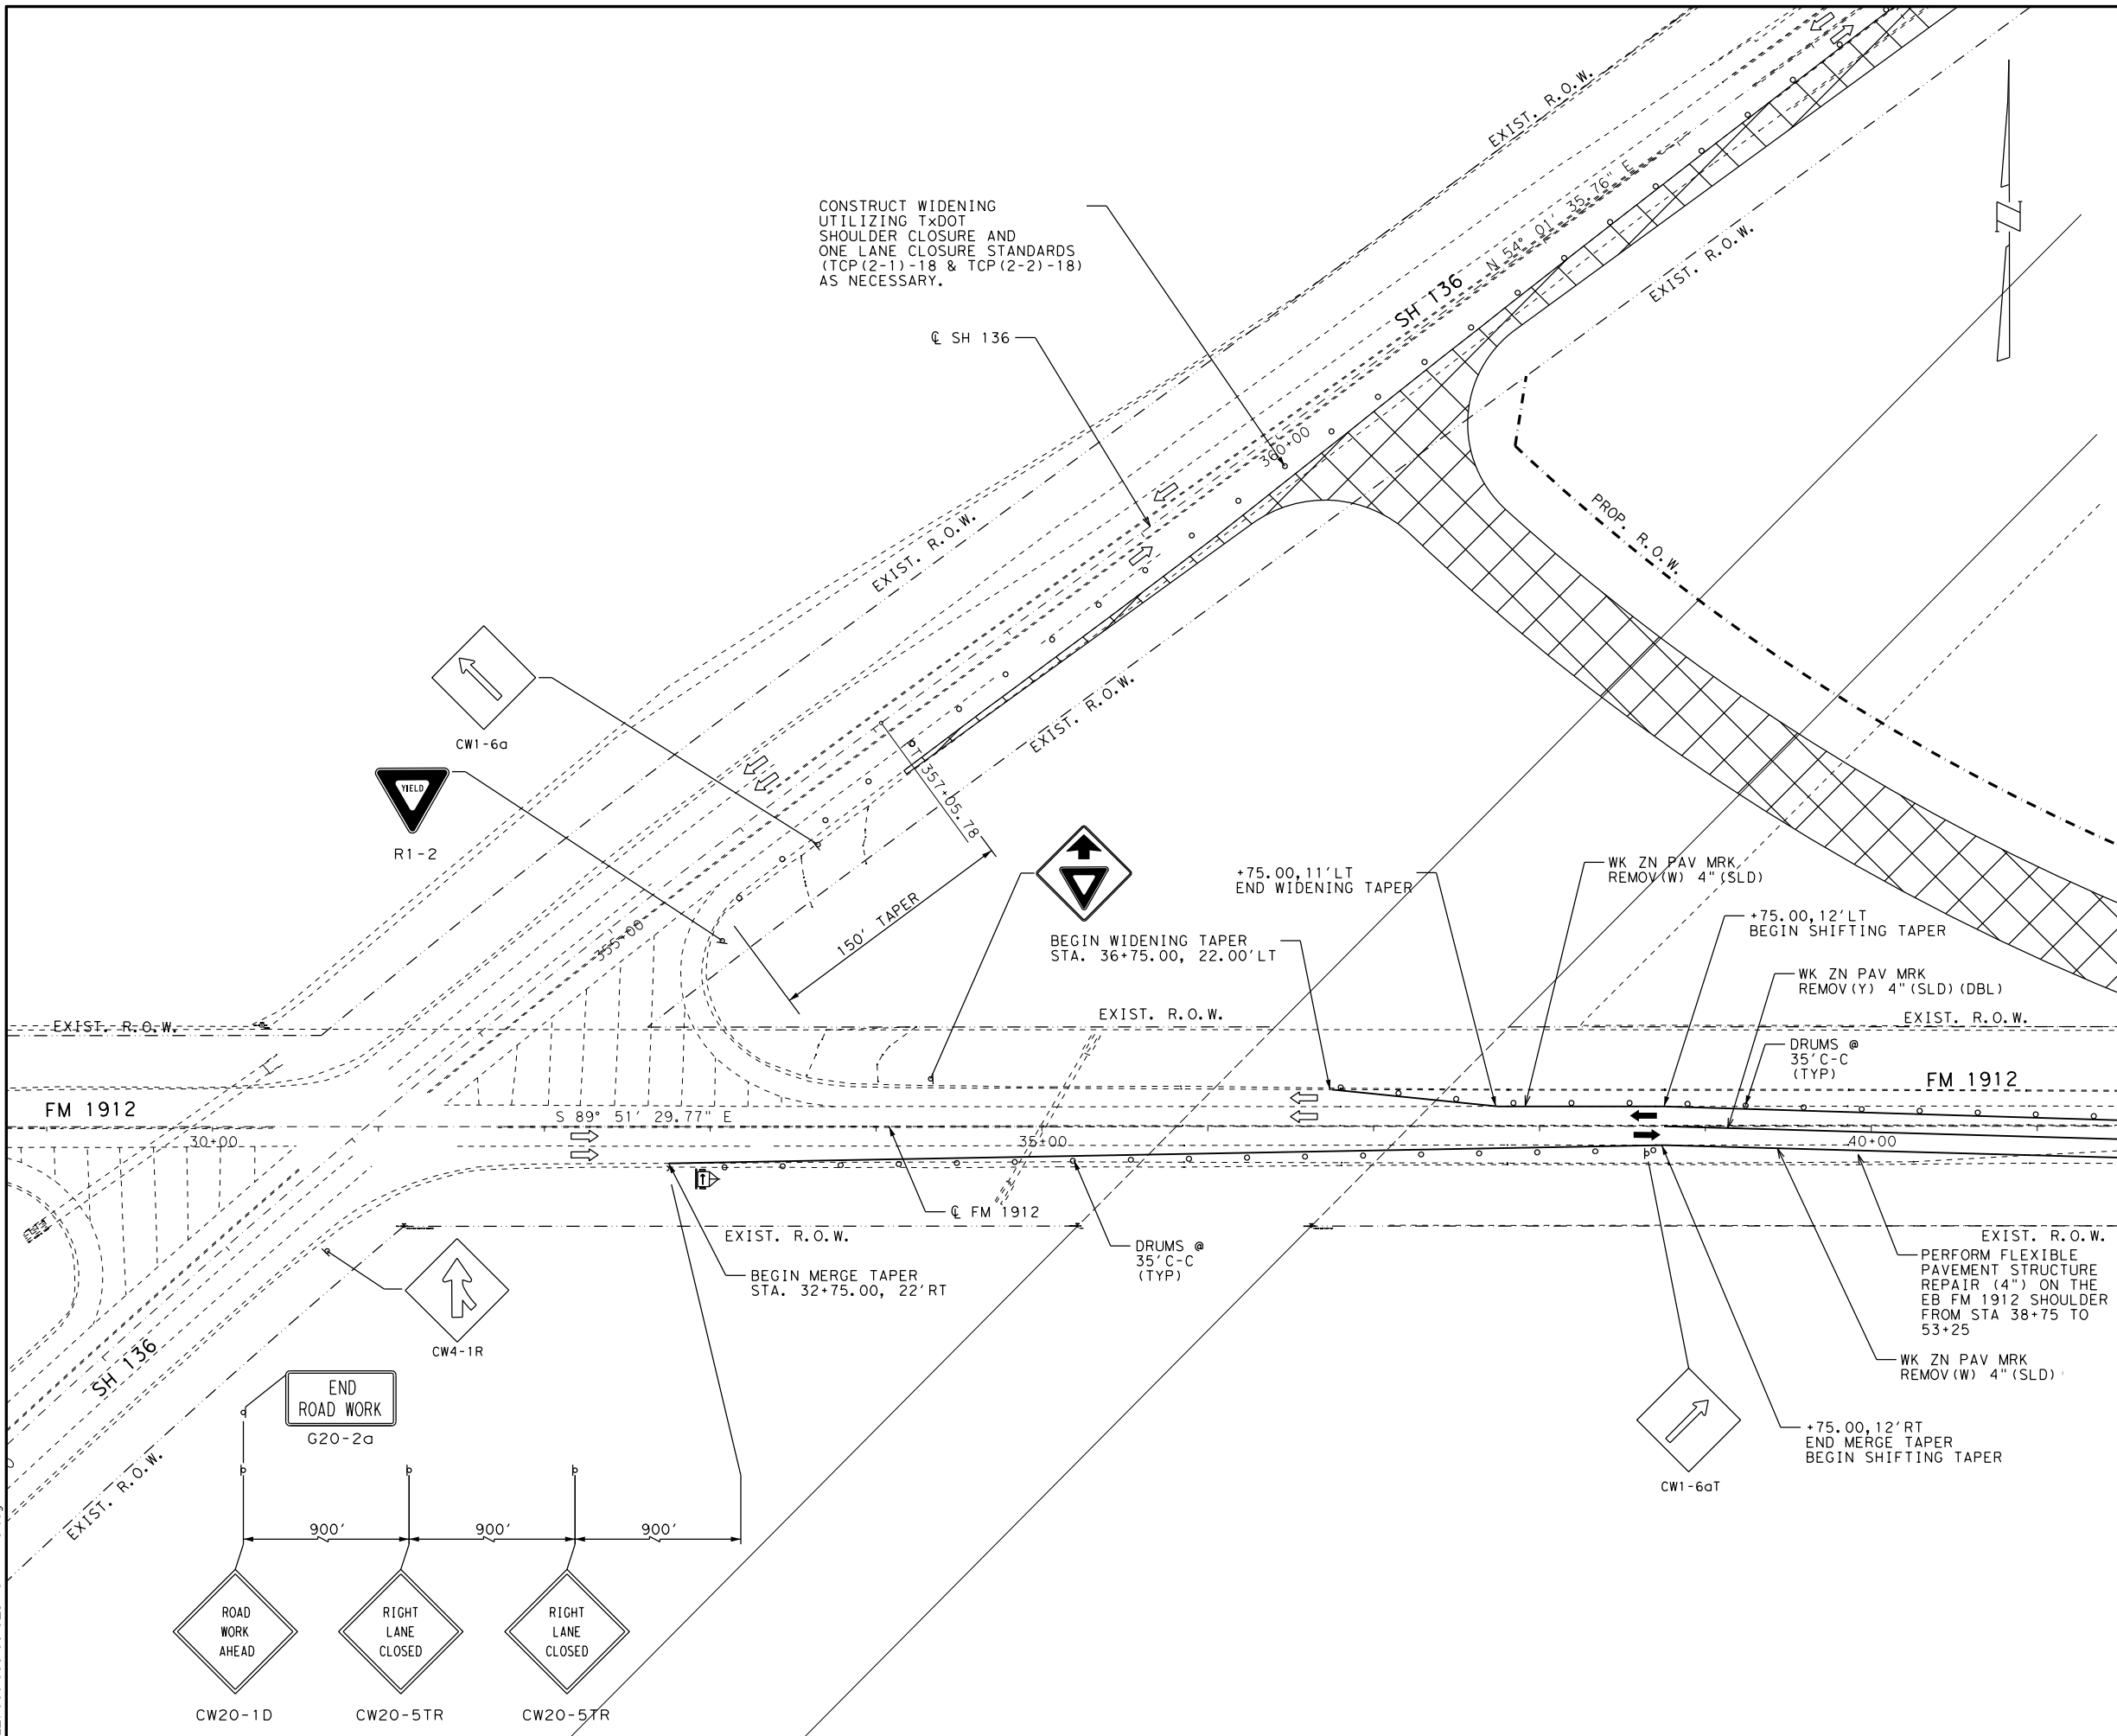 EXIST. R.O.W.
CONSTRUCT WIDENING
UTILIZING TxDOT
SHOULDER CLOSURE AND
ONE LANE CLOSURE STANDARDS
(TCP(2-1)-18 & TCP(2-2)-18)
AS NECESSARY.
N 54° 01' 35.76" E
N
EXIST. R.O.W.
SH 136
℄ SH 136
360+00
PROP. R.O.W.
EXIST. R.O.W.
CW1-6a
EXIST. R.O.W.
PT 357+05.78
YIELD
R1-2
150' TAPER
355+00
+75.00,11'LT
END WIDENING TAPER
WK ZN PAV MRK
REMOV(W) 4"(SLD)
+75.00,12'LT
BEGIN SHIFTING TAPER
BEGIN WIDENING TAPER
STA. 36+75.00, 22.00'LT
WK ZN PAV MRK
REMOV(Y) 4"(SLD)(DBL)
EXIST. R.O.W.
EXIST. R.O.W.
EXIST. R.O.W.
DRUMS @
35'C-C
(TYP)
FM 1912
FM 1912
S 89° 51' 29.77" E
30+00
35+00
40+00
℄ FM 1912
EXIST. R.O.W.
EXIST. R.O.W.
DRUMS @
35'C-C
(TYP)
BEGIN MERGE TAPER
STA. 32+75.00, 22'RT
PERFORM FLEXIBLE
PAVEMENT STRUCTURE
REPAIR (4") ON THE
EB FM 1912 SHOULDER
FROM STA 38+75 TO
53+25
CW4-1R
SH 136
WK ZN PAV MRK
REMOV(W) 4"(SLD)
END
ROAD WORK
G20-2a
+75.00,12'RT
END MERGE TAPER
BEGIN SHIFTING TAPER
CW1-6aT
EXIST. R.O.W.
900'
900'
900'
ROAD
WORK
AHEAD
RIGHT
LANE
CLOSED
RIGHT
LANE
CLOSED
CW20-1D
CW20-5TR
CW20-5TR